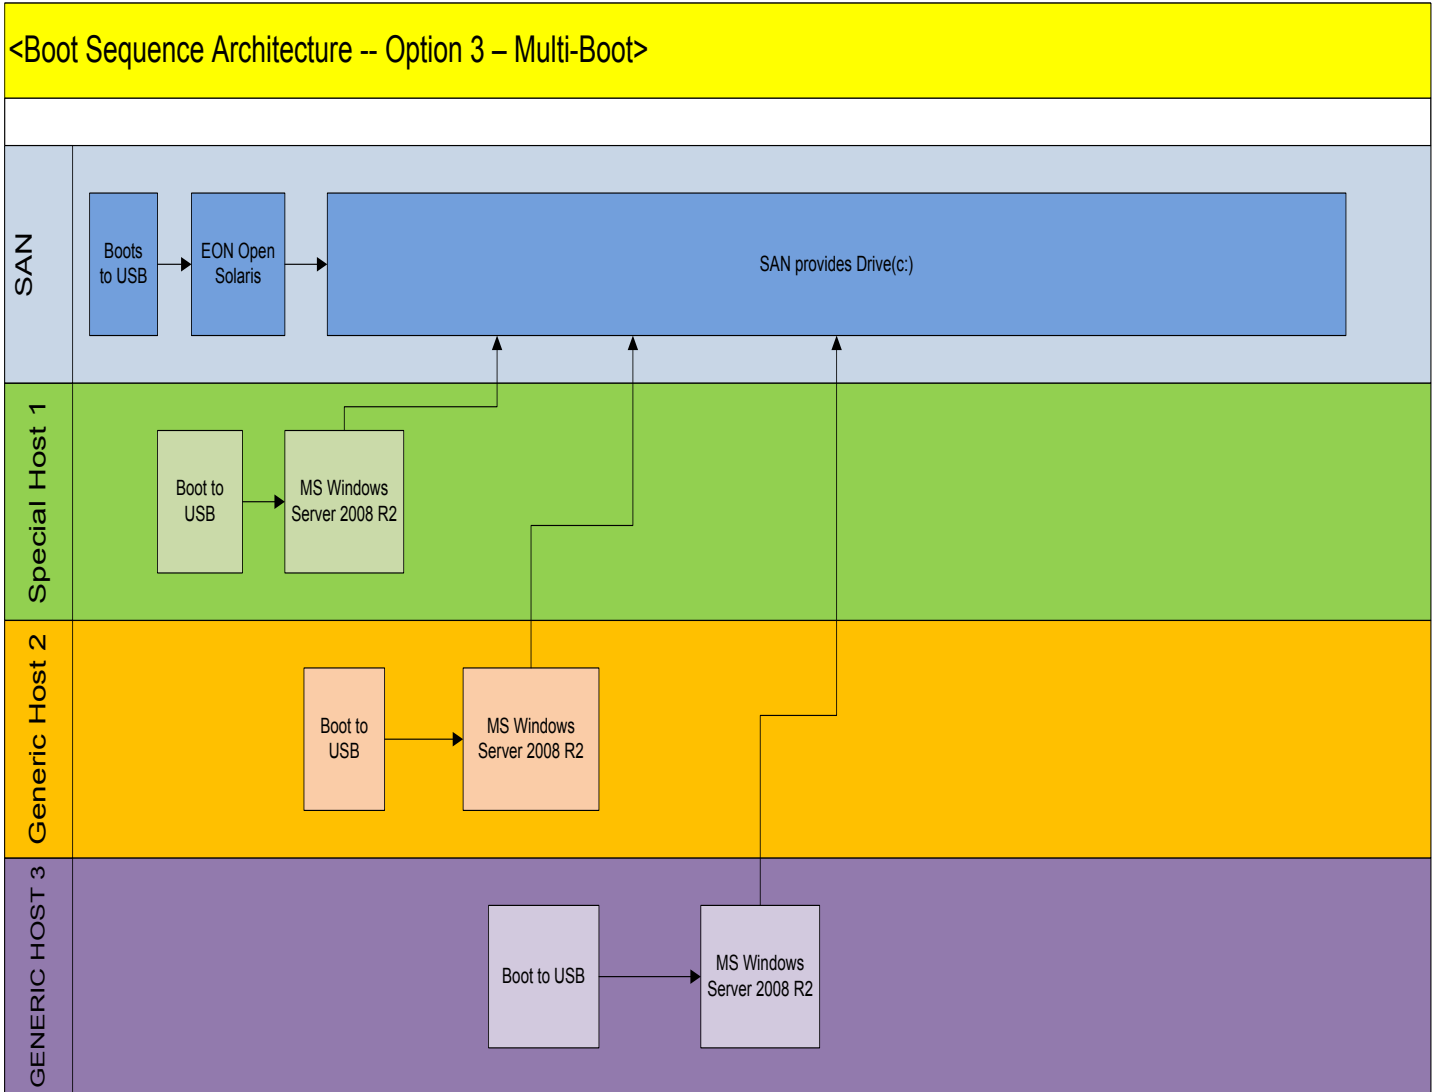 <Boot Sequence Architecture -- Option 3 – Multi-Boot>
SAN
Boots
to USB
EON Open
Solaris
SAN provides Drive(c:)
Special Host 1
Boot to
USB
MS Windows
Server 2008 R2
Generic Host 2
Boot to
USB
MS Windows
Server 2008 R2
GENERIC HOST 3
Boot to USB
MS Windows
Server 2008 R2